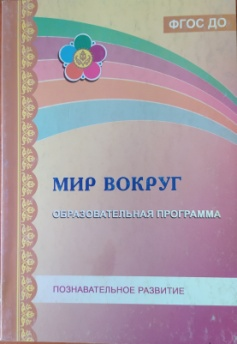 ФГОС ДО
МИР ВОКРУГ
ОБРАЗОВАТЕЛЬНАЯ ПРОГРАММА
ПОЗНАВАТЕЛЬНОЕ РАЗВИТИЕ